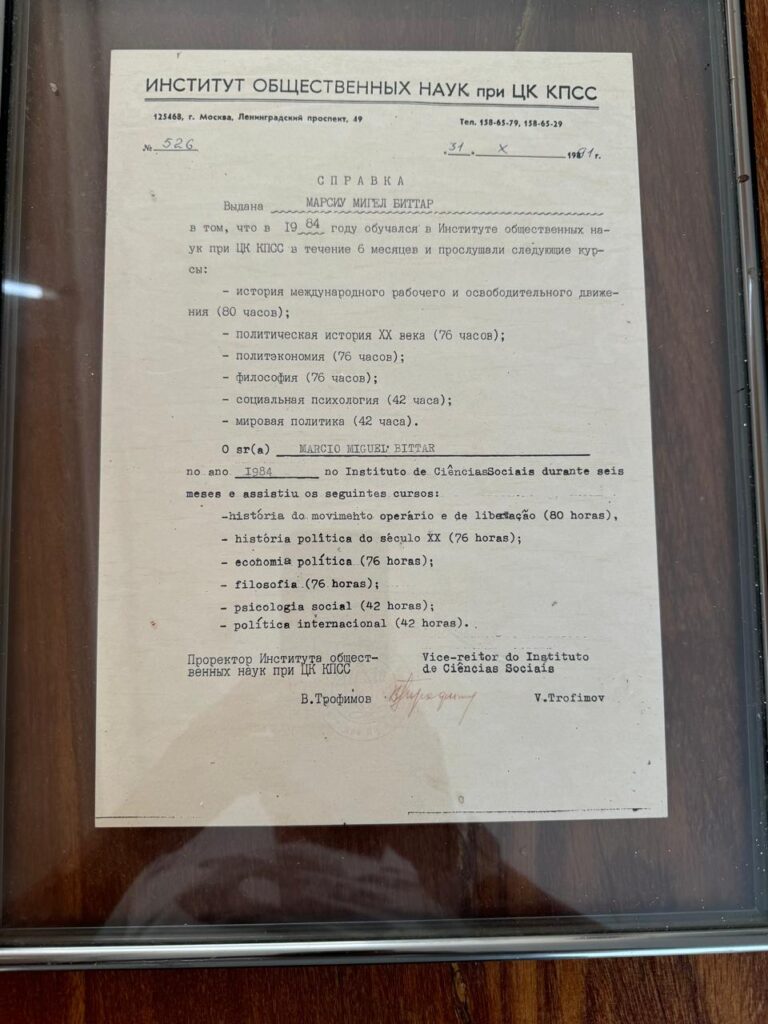 ИНСТИТУТ ОБЩЕСТВЕННЫХ НАУК при ЦК КПСС
125468, г. Москва, Ленинградский проспект, 49 Тел. 158-65-79, 158-65-29
№ 526 „31„ X 1991 г.
СПРАВКА
Выдана МАРСИУ МИГЕЛ БИТТАР
в том, что в 1984 году обучался в Институте общественных на-
ук при ЦК КПСС в течение 6 месяцев и прослушали следующие кур-
сы:
- история международного рабочего и освободительного движе-
ния (80 часов);
- политическая история XX века (76 часов);
- политэкономия (76 часов);
- философия (76 часов);
- социальная психология (42 часа);
- мировая политика (42 часа).
O sr(a) MARCIO MIGUEL BITTAR
no ano 1984 no Instituto de CiênciasSociais durante seis
meses e assistiu os seguintes cursos:
-história do movimehto operário e de libetação (80 horas),
- história política do século XX (76 horas);
- ecohomia política (76 horas);
- filosofia (76 horas);
- psicologia social (42 horas);
- política internacional (42 horas).
Проректор Института общест- Vice-reitor do Instituto
венных наук при ЦК КПСС de Ciências Sociais
В.Трофимов V.Trofimov